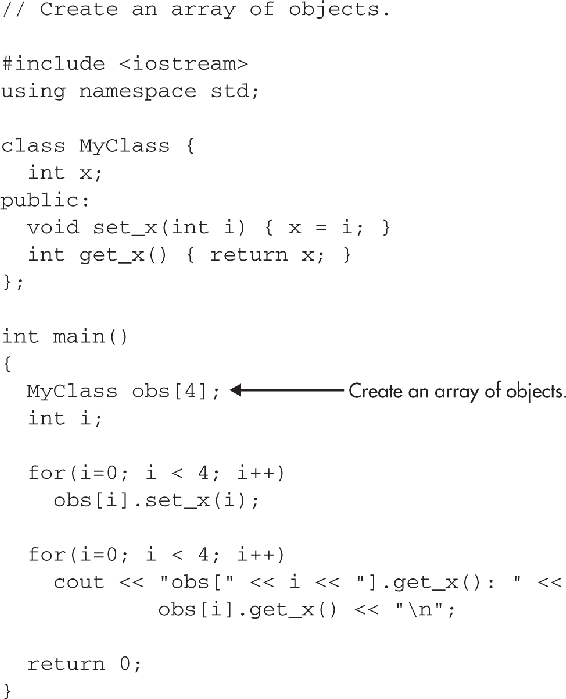 // Create an array of objects.
#include <iostream>
using namespace std;
class MyClass {
  int x;
public:
  void set_x(int i) { x = i; }
  int get_x() { return x; }
};
int main()
{
  MyClass obs[4]; Create an array of objects.
  int i;
  for(i=0; i < 4; i++)
    obs[i].set_x(i);
  for(i=0; i < 4; i++)
    cout << "obs[" << i << "].get_x(): " <<
            obs[i].get_x() << "\n";
  return 0;
}